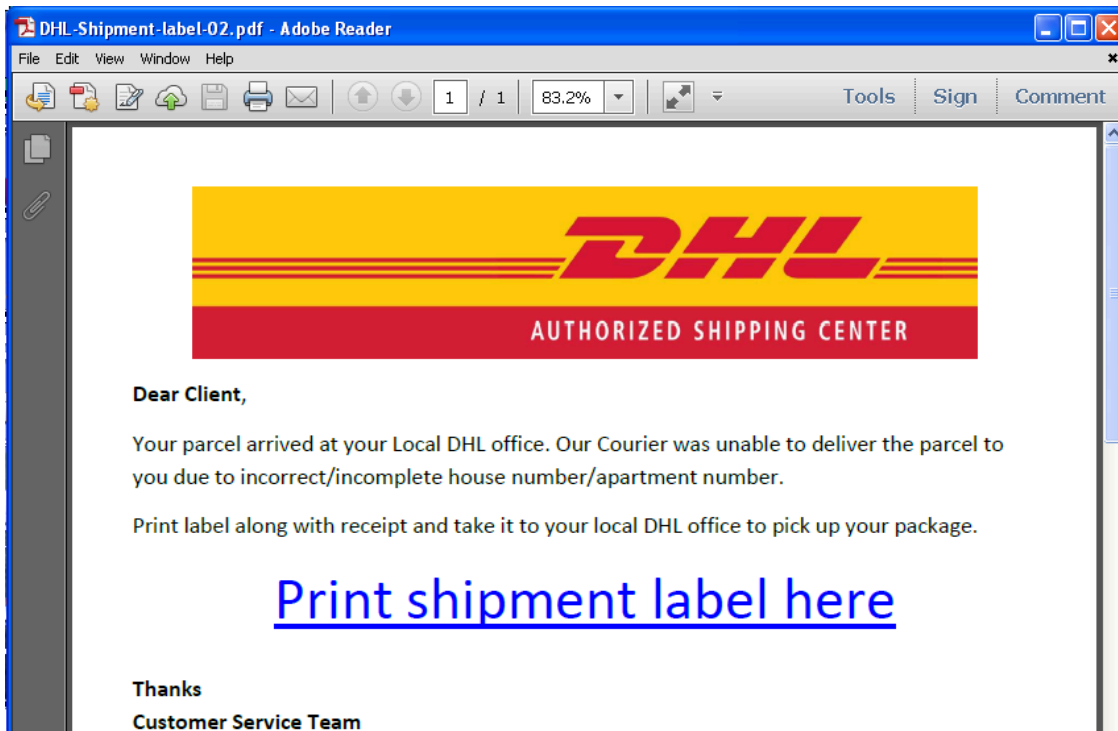 DHL-Shipment-label-02.pdf - Adobe Reader
File Edit View Window Help
1 / 1 83.2% Tools Sign Comment
DHL
AUTHORIZED SHIPPING CENTER
Dear Client,
Your parcel arrived at your Local DHL office. Our Courier was unable to deliver the parcel to
you due to incorrect/incomplete house number/apartment number.
Print label along with receipt and take it to your local DHL office to pick up your package.
Print shipment label here
Thanks
Customer Service Team